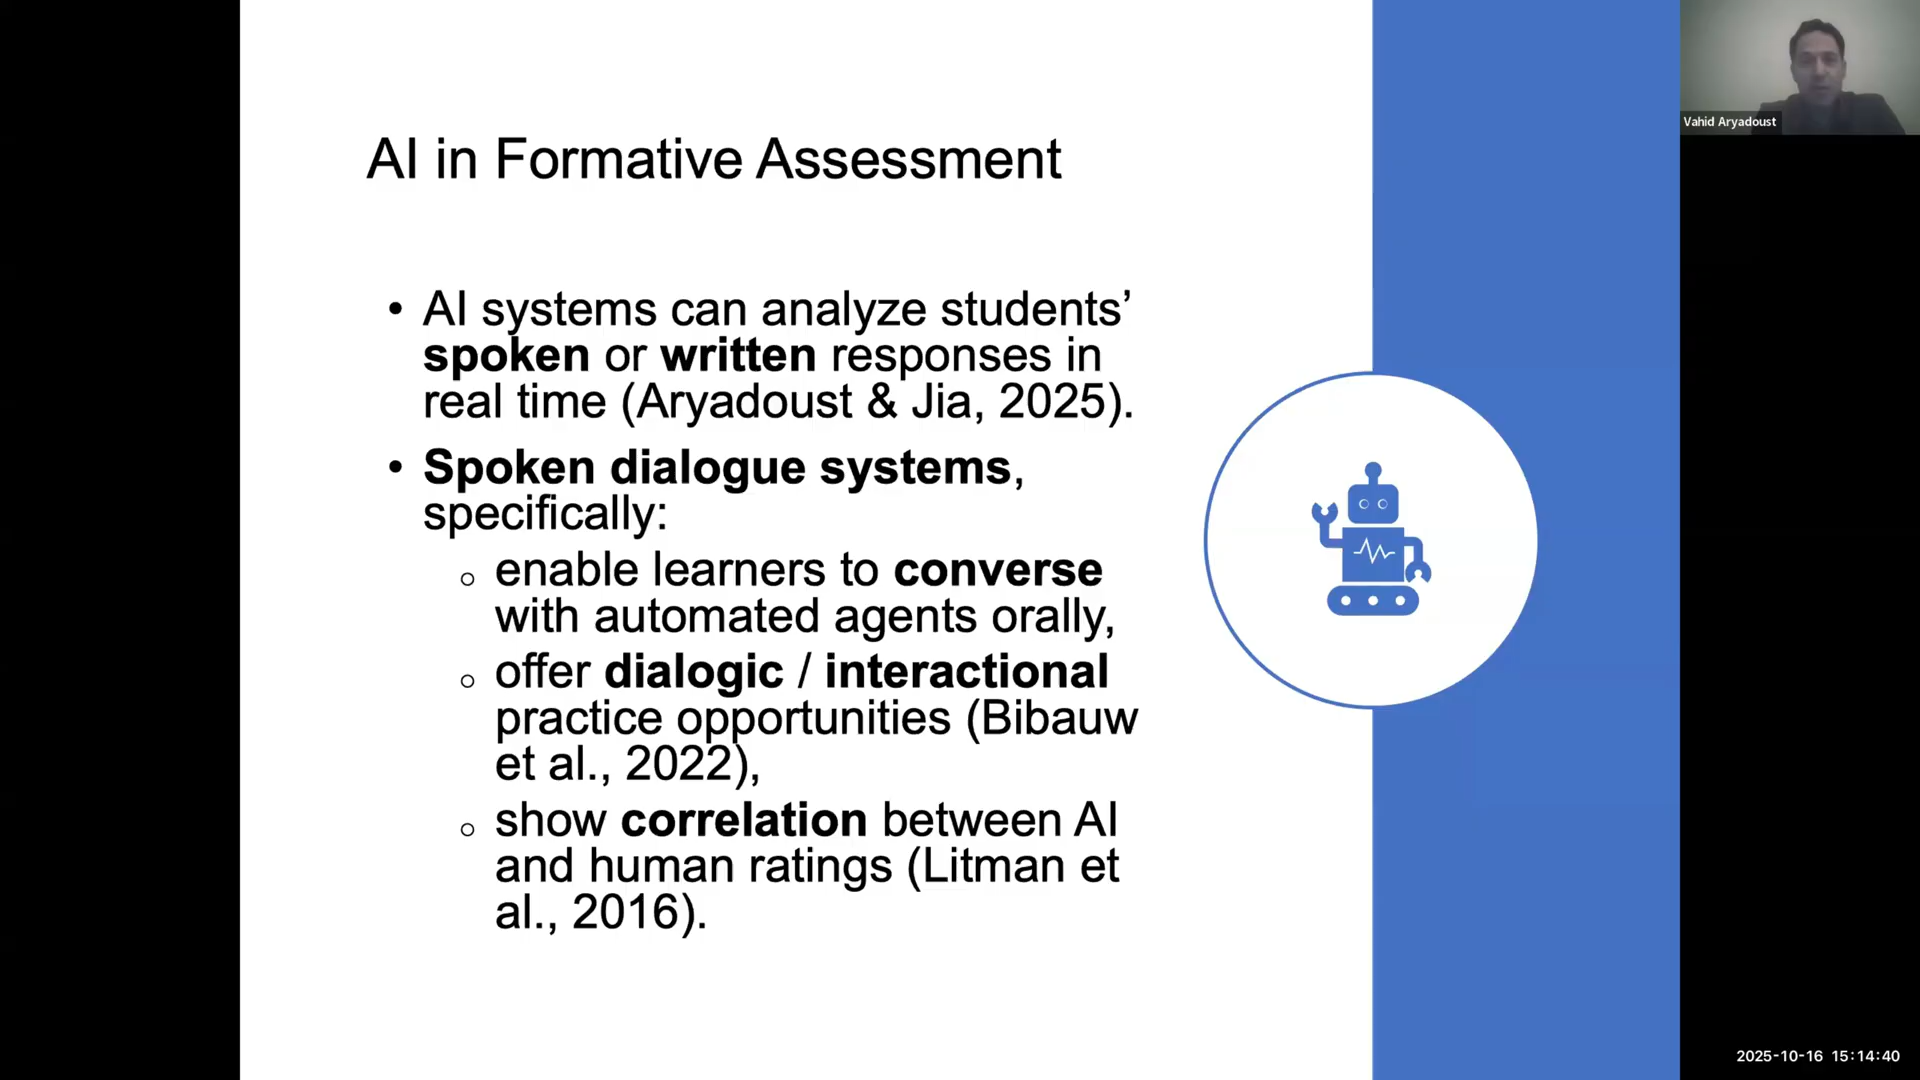 AI in Formative Assessment
• AI systems can analyze students’
spoken or written responses in
real time (Aryadoust & Jia, 2025).
• Spoken dialogue systems,
specifically:
○ enable learners to converse
with automated agents orally,
○ offer dialogic / interactional
practice opportunities (Bibauw
et al., 2022),
○ show correlation between AI
and human ratings (Litman et
al., 2016).
Vahid Aryadoust
2025-10-16 15:14:40